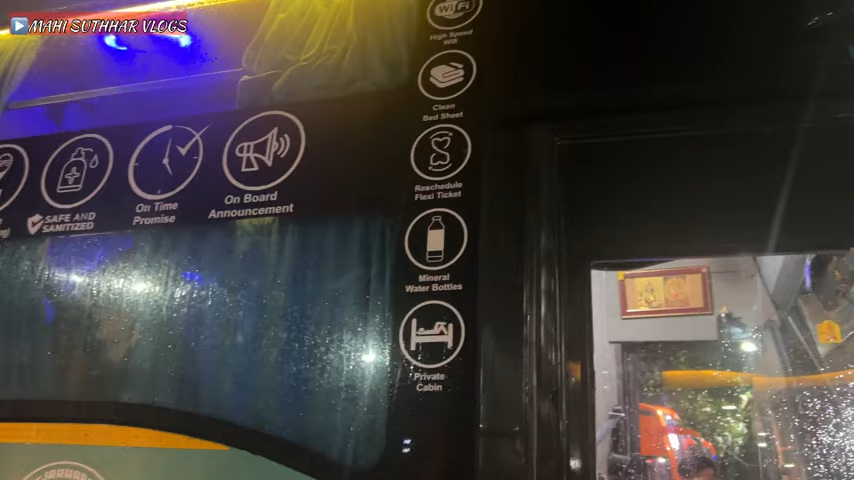 MAHI SUTHHAR VLOGS
WiFi
High Speed
Wifi
Clean
Bed Sheet
Reschedule
Flexi Ticket
Mineral
Water Bottles
Private
Cabin
SAFE AND
SANITIZED
On Time
Promise
On Board
Announcement